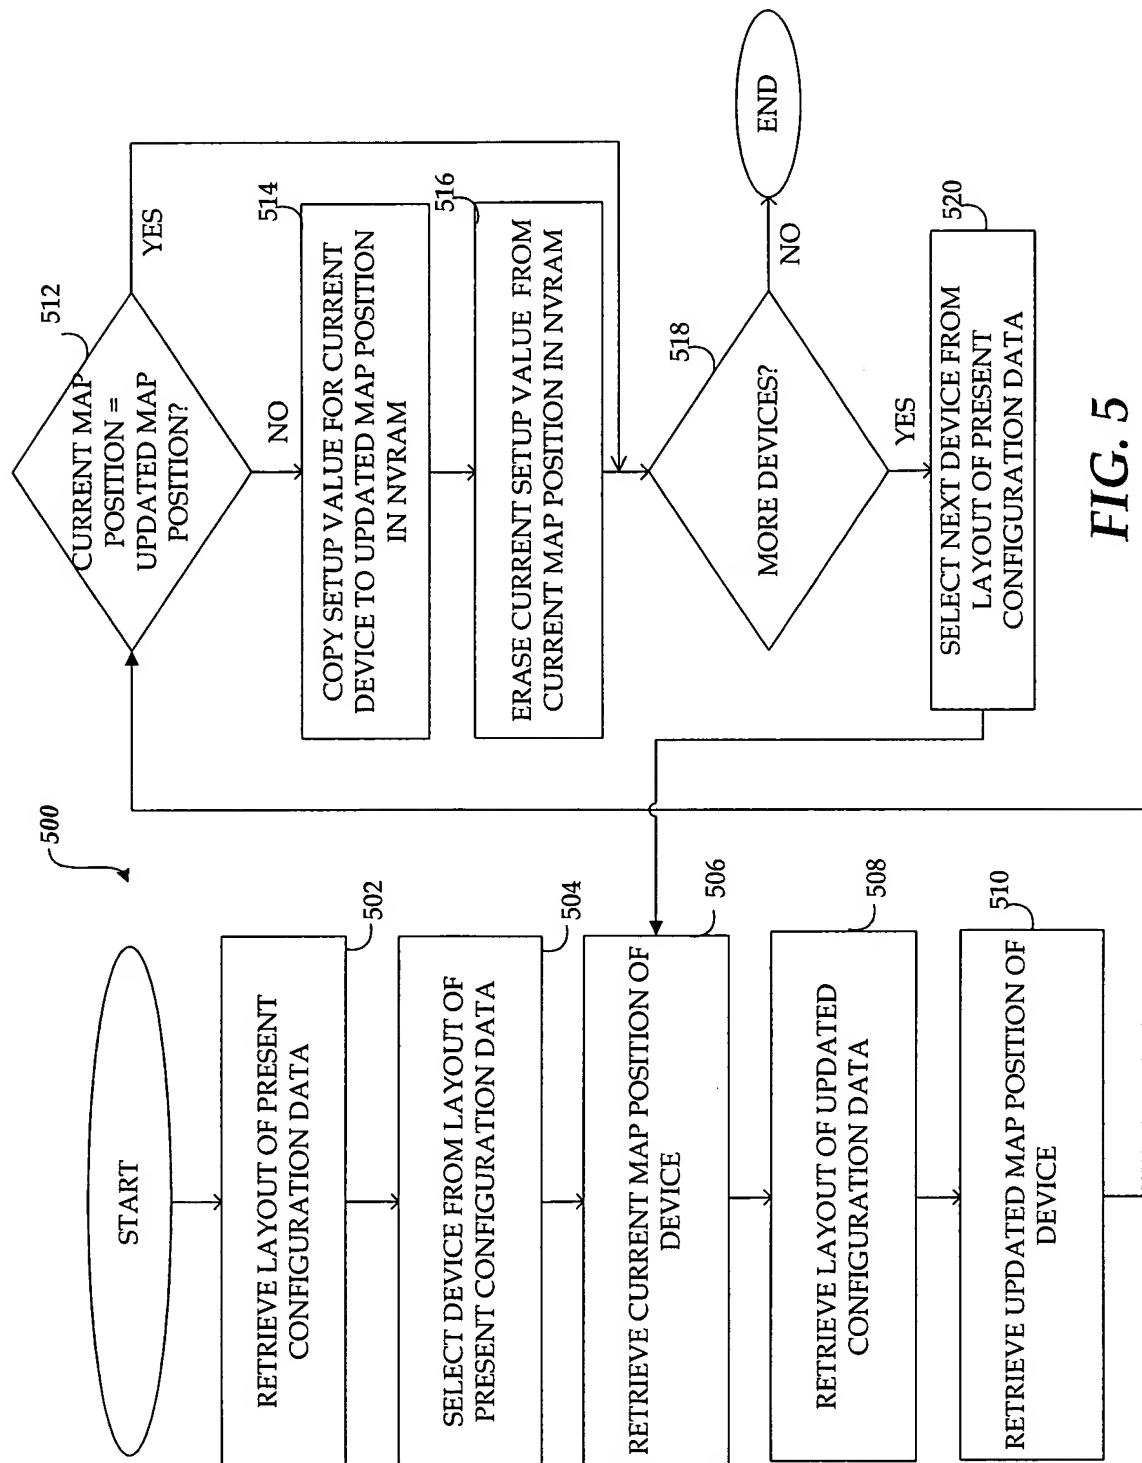 500
START
RETRIEVE LAYOUT OF PRESENT
CONFIGURATION DATA
502
SELECT DEVICE FROM LAYOUT OF
PRESENT CONFIGURATION DATA
504
RETRIEVE CURRENT MAP POSITION OF
DEVICE
506
RETRIEVE LAYOUT OF UPDATED
CONFIGURATION DATA
508
RETRIEVE UPDATED MAP POSITION OF
DEVICE
510
512
CURRENT MAP
POSITION =
UPDATED MAP
POSITION?
YES
NO
514
COPY SETUP VALUE FOR CURRENT
DEVICE TO UPDATED MAP POSITION
IN NVRAM
516
ERASE CURRENT SETUP VALUE FROM
CURRENT MAP POSITION IN NVRAM
518
MORE DEVICES?
NO
END
YES
520
SELECT NEXT DEVICE FROM
LAYOUT OF PRESENT
CONFIGURATION DATA
FIG. 5